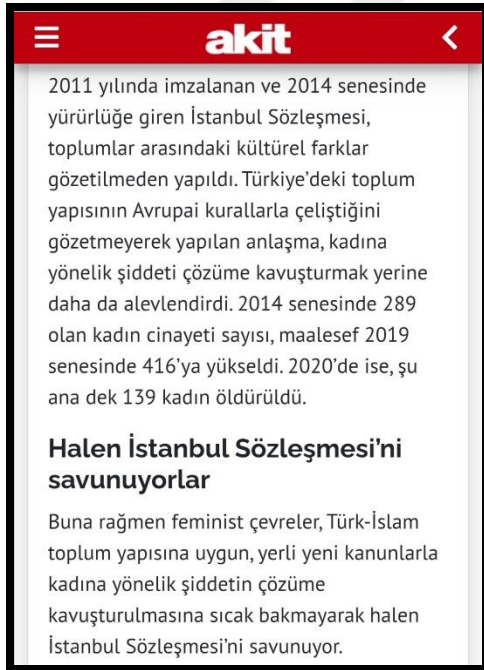 akit
2011 yılında imzalanan ve 2014 senesinde
yürürlüğe giren İstanbul Sözleşmesi,
toplumlar arasındaki kültürel farklar
gözetilmeden yapıldı. Türkiye’deki toplum
yapısının Avrupai kurallarla çeliştiğini
gözetmeyerek yapılan anlaşma, kadına
yönelik şiddeti çözüme kavuşturmak yerine
daha da alevlendirdi. 2014 senesinde 289
olan kadın cinayeti sayısı, maalesef 2019
senesinde 416’ya yükseldi. 2020’de ise, şu
ana dek 139 kadın öldürüldü.
Halen İstanbul Sözleşmesi’ni
savunuyorlar
Buna rağmen feminist çevreler, Türk-İslam
toplum yapısına uygun, yerli yeni kanunlarla
kadına yönelik şiddetin çözüme
kavuşturulmasına sıcak bakmayarak halen
İstanbul Sözleşmesi’ni savunuyor.